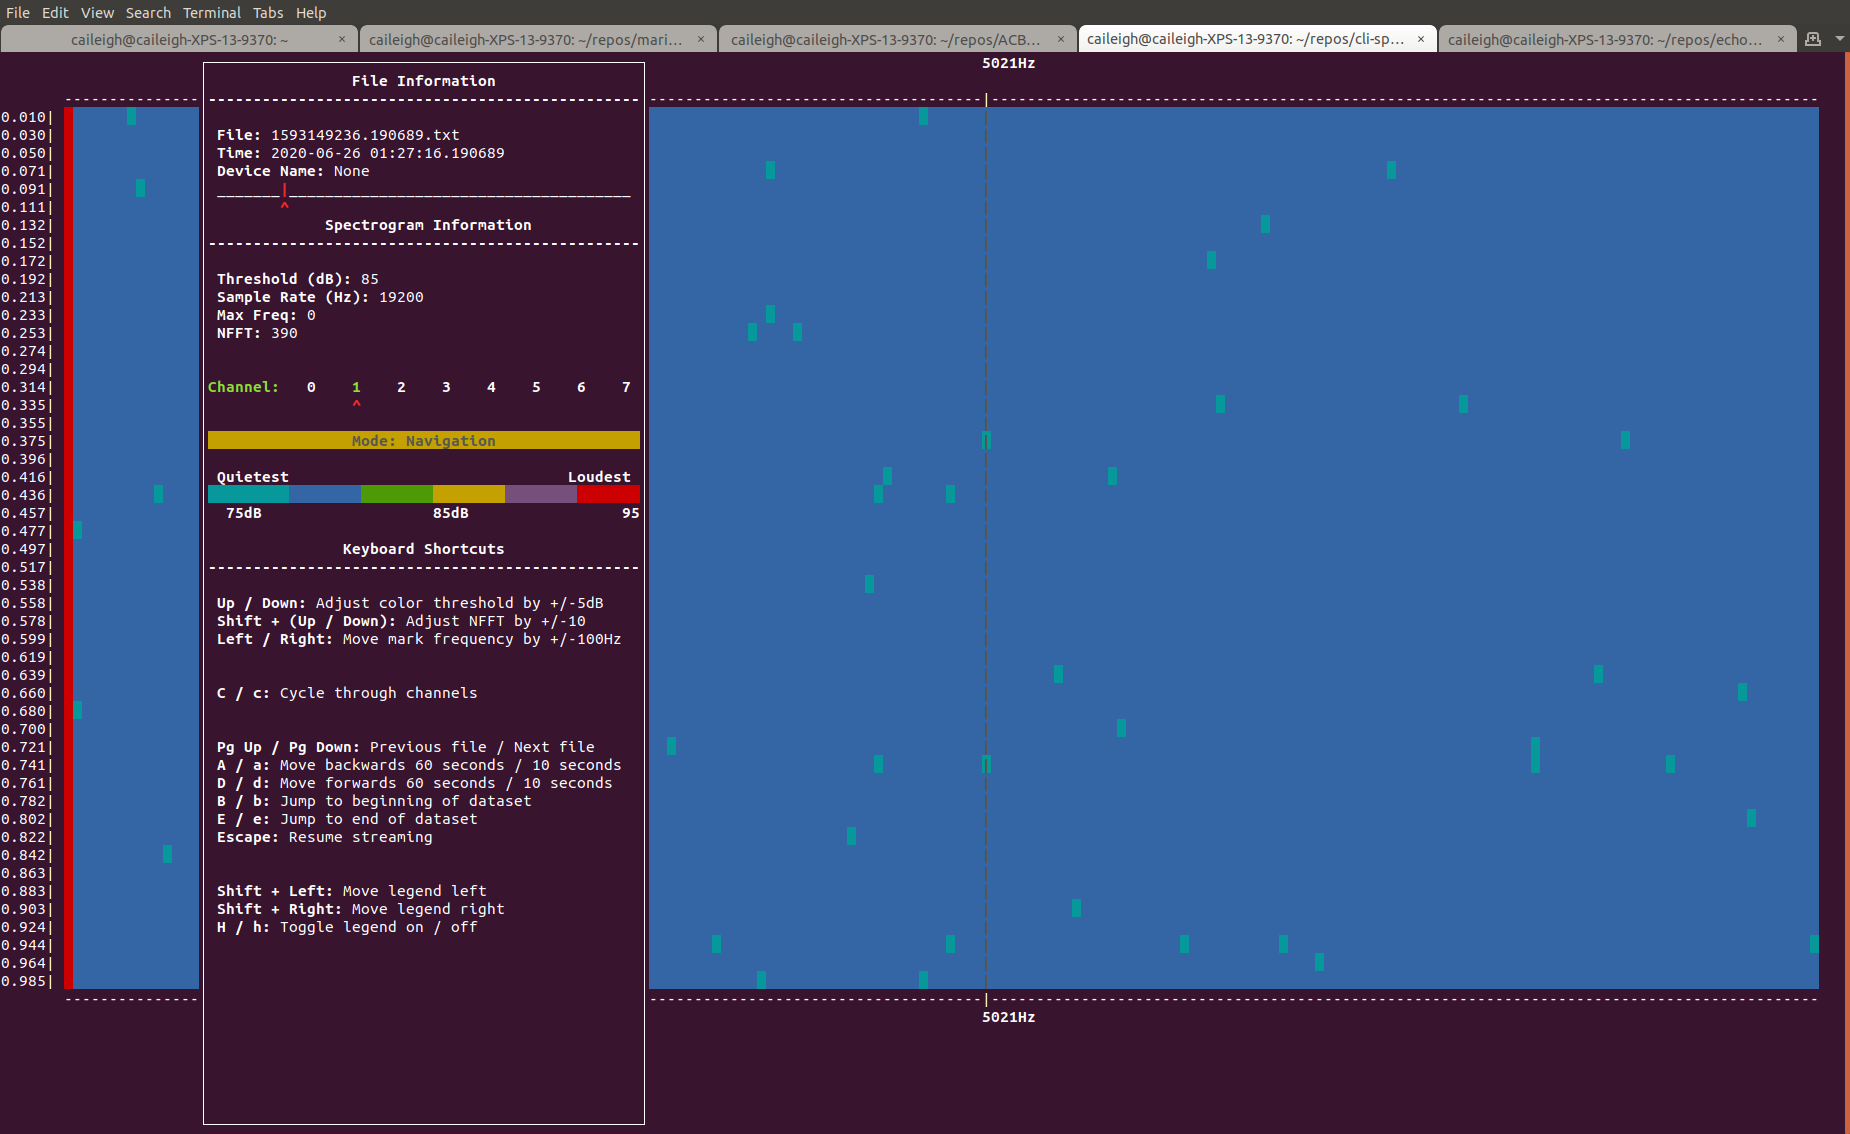 File Edit View Search Terminal Tabs Help
caileigh@caileigh-XPS-13-9370: ~ × caileigh@caileigh-XPS-13-9370: ~/repos/mari... × caileigh@caileigh-XPS-13-9370: ~/repos/ACB... × caileigh@caileigh-XPS-13-9370: ~/repos/cli-sp... × caileigh@caileigh-XPS-13-9370: ~/repos/echo... ×
5021Hz
File Information
File: 1593149236.190689.txt
Time: 2020-06-26 01:27:16.190689
Device Name: None
Spectrogram Information
Threshold (dB): 85
Sample Rate (Hz): 19200
Max Freq: 0
NFFT: 390
Channel: 0 1 2 3 4 5 6 7
^
Mode: Navigation
Quietest Loudest
75dB 85dB 95
Keyboard Shortcuts
Up / Down: Adjust color threshold by +/-5dB
Shift + (Up / Down): Adjust NFFT by +/-10
Left / Right: Move mark frequency by +/-100Hz
C / c: Cycle through channels
Pg Up / Pg Down: Previous file / Next file
A / a: Move backwards 60 seconds / 10 seconds
D / d: Move forwards 60 seconds / 10 seconds
B / b: Jump to beginning of dataset
E / e: Jump to end of dataset
Escape: Resume streaming
Shift + Left: Move legend left
Shift + Right: Move legend right
H / h: Toggle legend on / off
0.010|
0.030|
0.050|
0.071|
0.091|
0.111|
0.132|
0.152|
0.172|
0.192|
0.213|
0.233|
0.253|
0.274|
0.294|
0.314|
0.335|
0.355|
0.375|
0.396|
0.416|
0.436|
0.457|
0.477|
0.497|
0.517|
0.538|
0.558|
0.578|
0.599|
0.619|
0.639|
0.660|
0.680|
0.700|
0.721|
0.741|
0.761|
0.782|
0.802|
0.822|
0.842|
0.863|
0.883|
0.903|
0.924|
0.944|
0.964|
0.985|
5021Hz